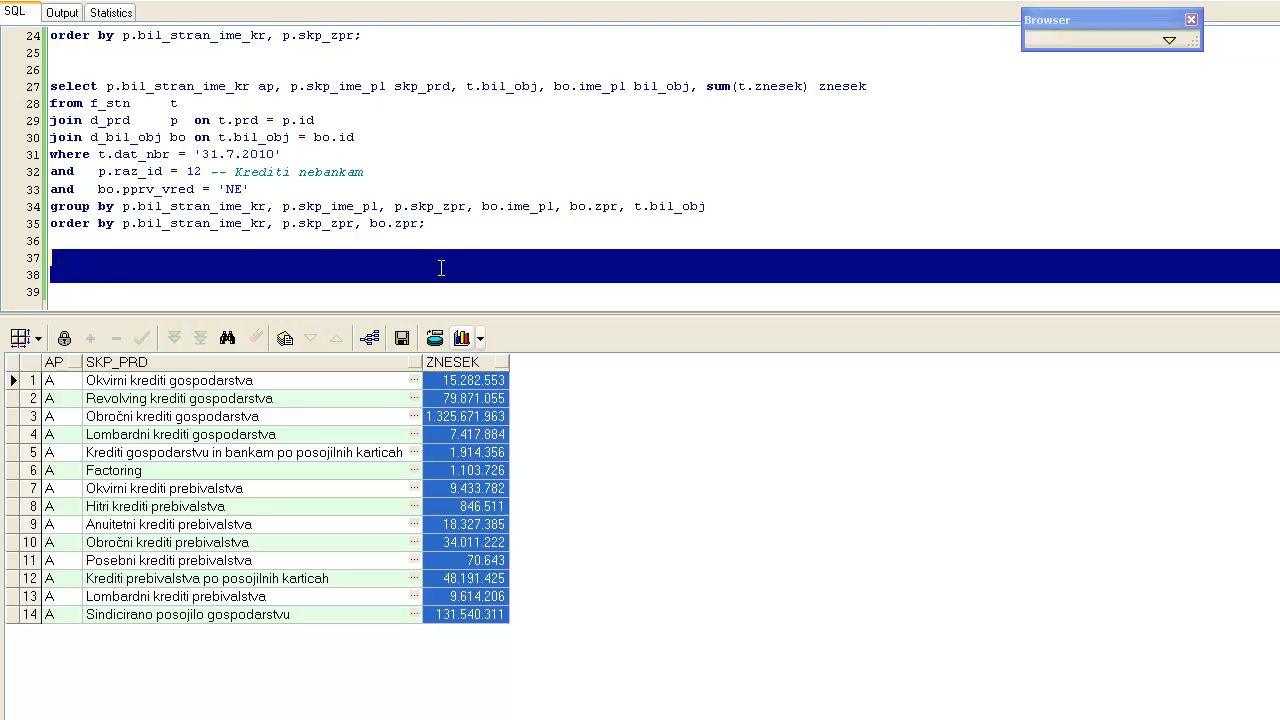 SQL Output Statistics
Browser
24 order by p.bil_stran_ime_kr, p.skp_zpr;
25
26
27 select p.bil_stran_ime_kr ap, p.skp_ime_pl skp_prd, t.bil_obj, bo.ime_pl bil_obj, sum(t.znesek) znesek
28 from f_stn t
29 join d_prd p on t.prd = p.id
30 join d_bil_obj bo on t.bil_obj = bo.id
31 where t.dat_nbr = '31.7.2010'
32 and p.raz_id = 12 -- Krediti nebankam
33 and bo.pprv_vred = 'NE'
34 group by p.bil_stran_ime_kr, p.skp_ime_pl, p.skp_zpr, bo.ime_pl, bo.zpr, t.bil_obj
35 order by p.bil_stran_ime_kr, p.skp_zpr, bo.zpr;
36
37
38
39
AP SKP_PRD ZNESEK
1 A Okvirni krediti gospodarstva ... 15.282.553
2 A Revolving krediti gospodarstva ... 79.871.055
3 A Obročni krediti gospodarstva ... 1.325.671.963
4 A Lombardni krediti gospodarstva ... 7.417.884
5 A Krediti gospodarstvu in bankam po posojilnih karticah ... 1.914.356
6 A Factoring ... 1.103.726
7 A Okvirni krediti prebivalstva ... 9.433.782
8 A Hitri krediti prebivalstva ... 846.511
9 A Anuitetni krediti prebivalstva ... 18.327.385
10 A Obročni krediti prebivalstva ... 34.011.222
11 A Posebni krediti prebivalstva ... 70.643
12 A Krediti prebivalstva po posojilnih karticah ... 48.191.425
13 A Lombardni krediti prebivalstva ... 9.614.206
14 A Sindicirano posojilo gospodarstvu ... 131.540.311